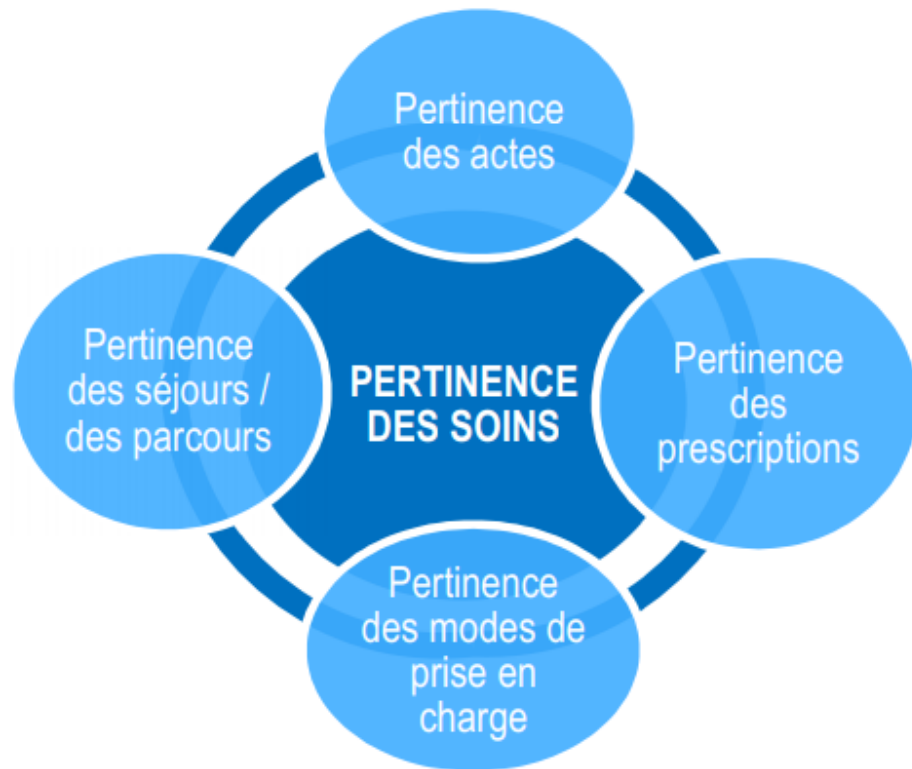 Pertinence
des actes
Pertinence
des séjours /
des parcours
PERTINENCE
DES SOINS
Pertinence
des
prescriptions
Pertinence
des modes de
prise en
charge